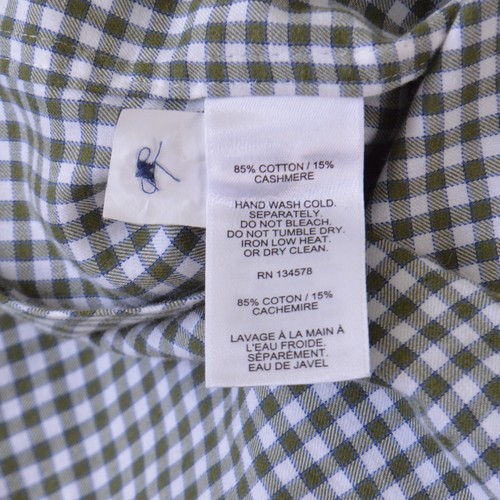 85% COTTON / 15%
CASHMERE
HAND WASH COLD.
SEPARATELY.
DO NOT BLEACH.
DO NOT TUMBLE DRY.
IRON LOW HEAT.
OR DRY CLEAN.
RN 134578
85% COTON / 15%
CACHEMIRE
LAVAGE À LA MAIN À
L'EAU FROIDE.
SÉPARÉMENT.
EAU DE JAVEL